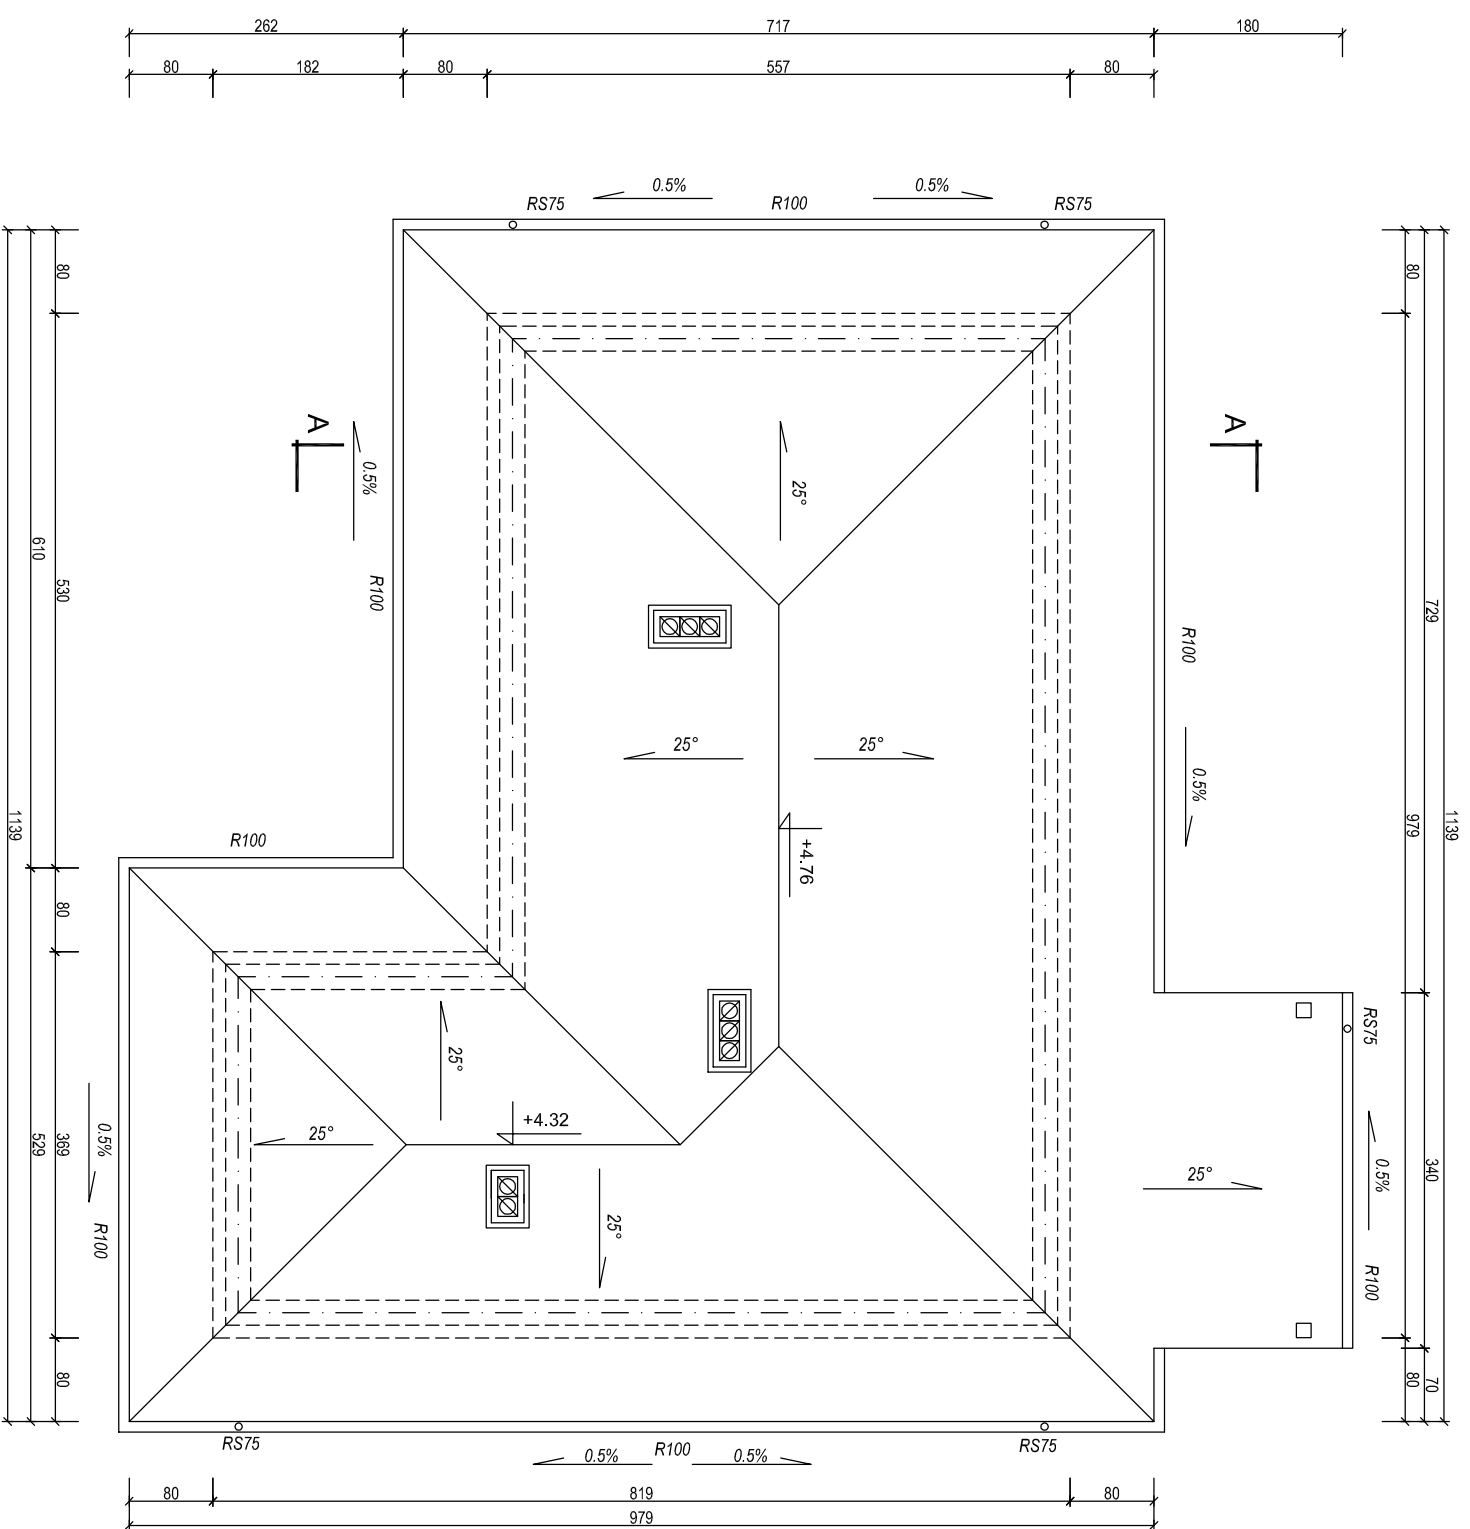 262 717 180
80 182 80 557 80
0.5% 0.5%
RS75 R100 RS75
80 80
A A
0.5%
25°
610 530 R100 729
R100
25° 25°
0.5%
1139 979 1139
R100 +4.76
80
RS75
25°
+4.32
0.5% 529 369 25° 340 0.5%
25°
R100 25° R100
80 80 70
RS75 RS75
0.5% R100 0.5%
80 819 80
979